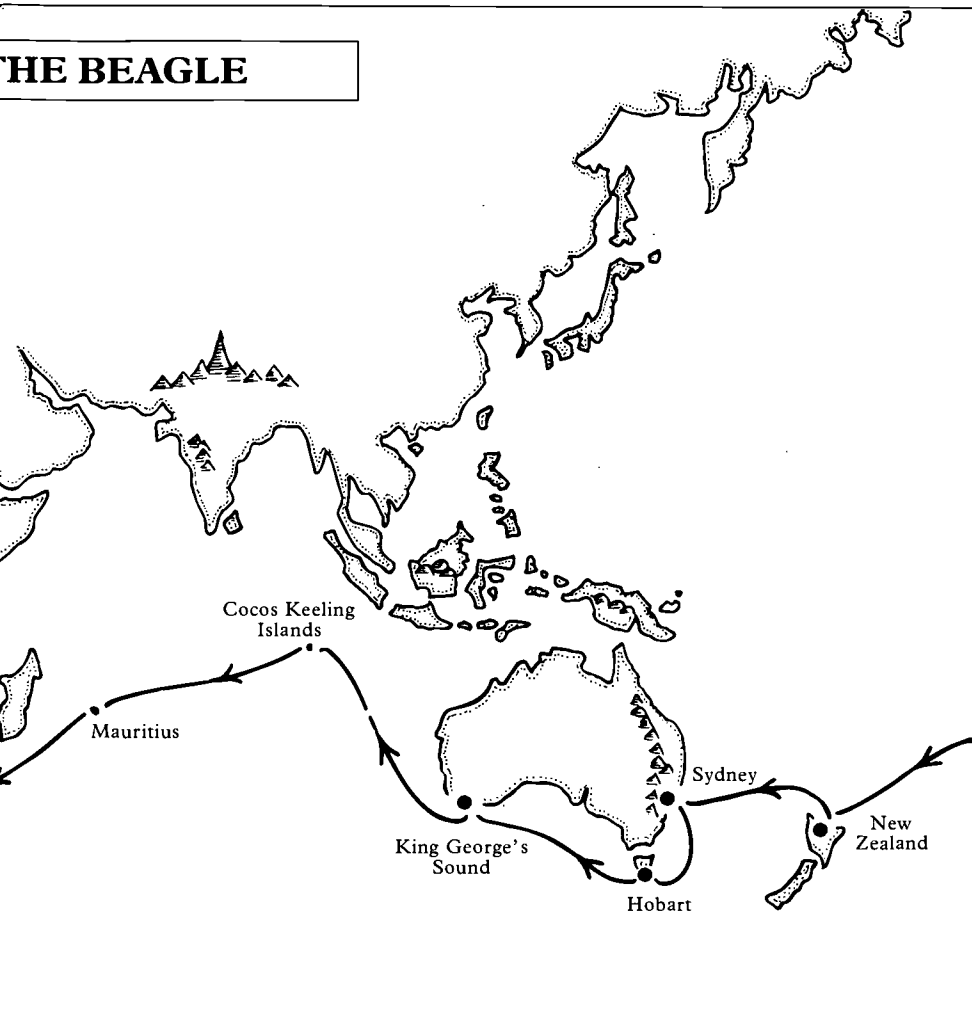 THE BEAGLE
Cocos Keeling
Islands
Mauritius
Sydney
New
Zealand
King George's
Sound
Hobart